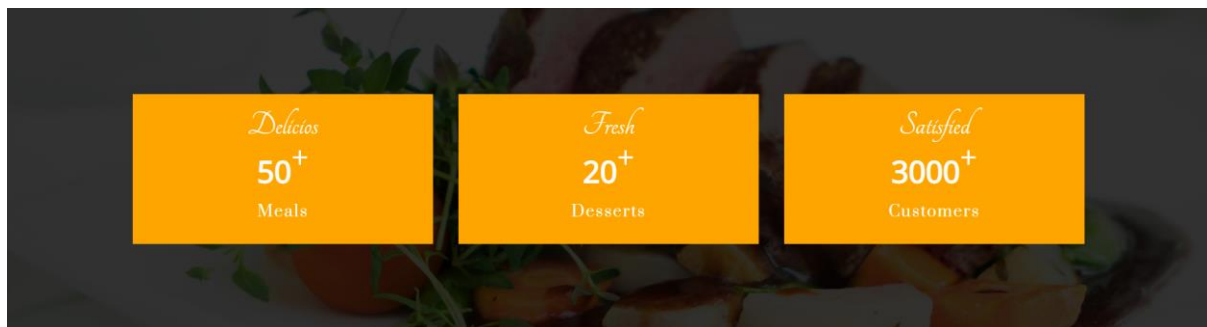 Delicios
50+
Meals
Fresh
20+
Desserts
Satisfied
3000+
Customers